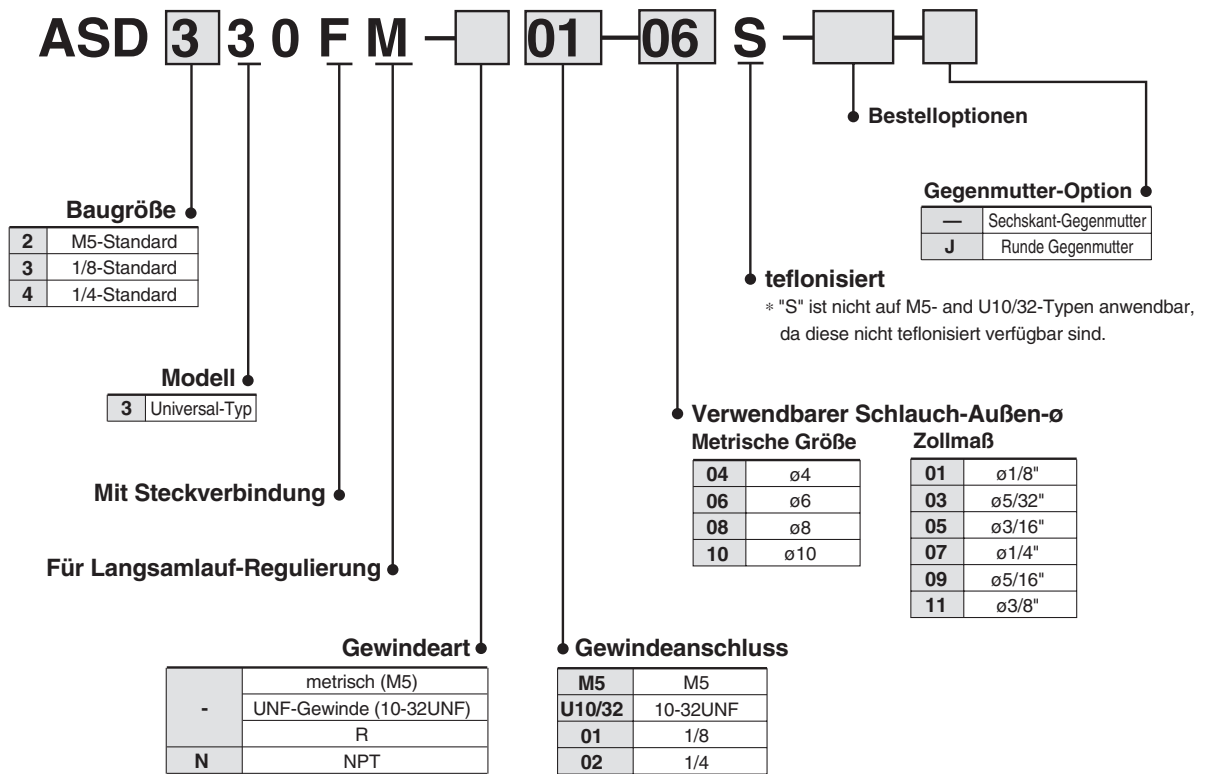 ASD 3 3 0 F M - 01 - 06 S -
Bestelloptionen
Gegenmutter-Option
— Sechskant-Gegenmutter
J Runde Gegenmutter
Baugröße
2 M5-Standard
3 1/8-Standard
4 1/4-Standard
teflonisiert
* "S" ist nicht auf M5- and U10/32-Typen anwendbar,
da diese nicht teflonisiert verfügbar sind.
Modell
3 Universal-Typ
Verwendbarer Schlauch-Außen-ø
Metrische Größe
04 ø4
06 ø6
08 ø8
10 ø10
Zollmaß
01 ø1/8"
03 ø5/32"
05 ø3/16"
07 ø1/4"
09 ø5/16"
11 ø3/8"
Mit Steckverbindung
Für Langsamlauf-Regulierung
Gewindeart
metrisch (M5)
- UNF-Gewinde (10-32UNF)
R
N NPT
Gewindeanschluss
M5 M5
U10/32 10-32UNF
01 1/8
02 1/4